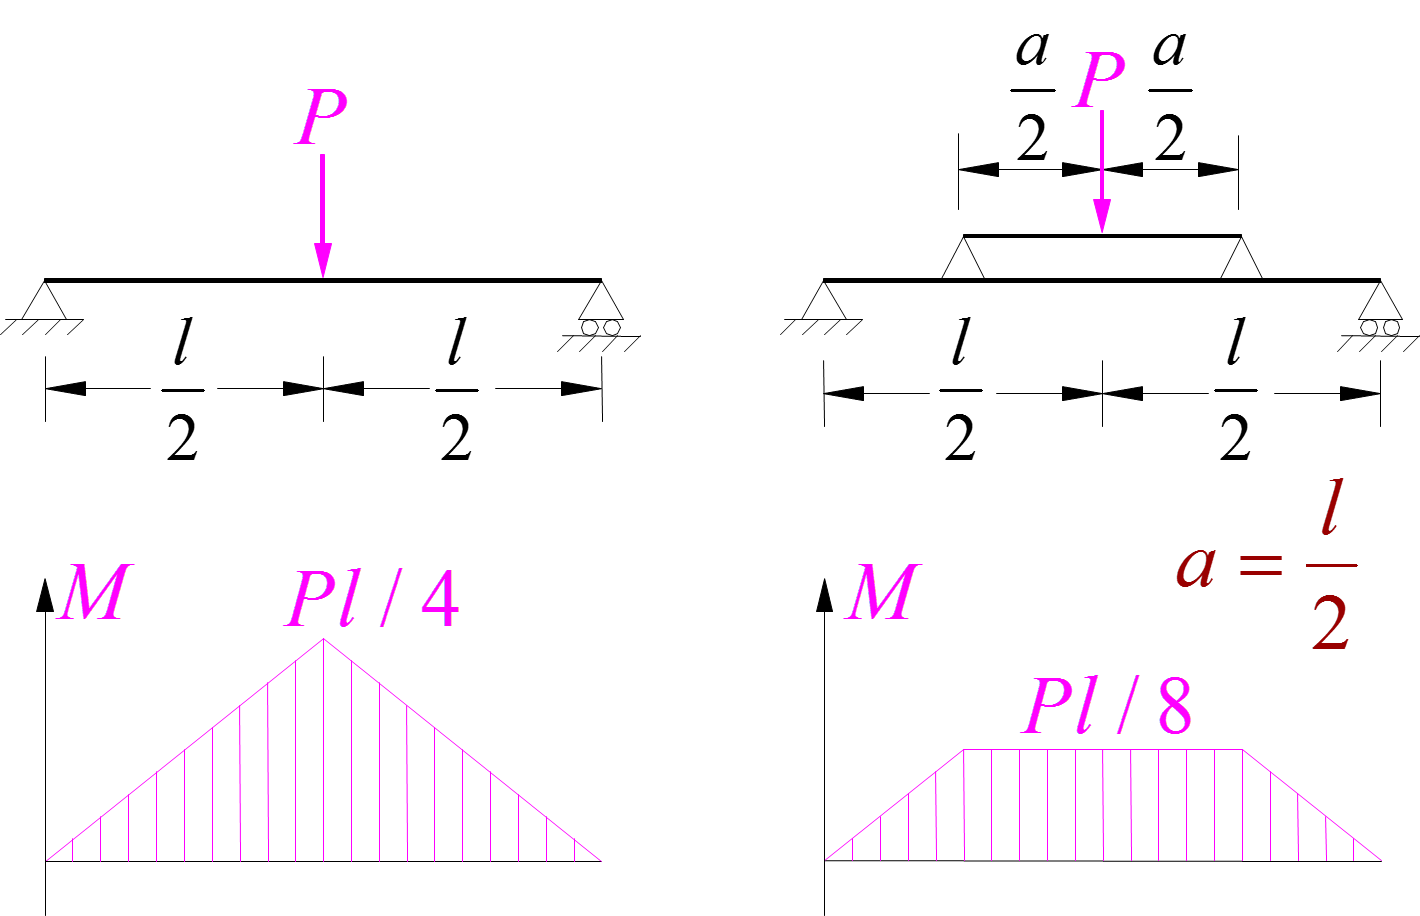 P
l/2 l/2
M
Pl / 4
a/2 P a/2
l/2 l/2
a = l/2
M
Pl / 8